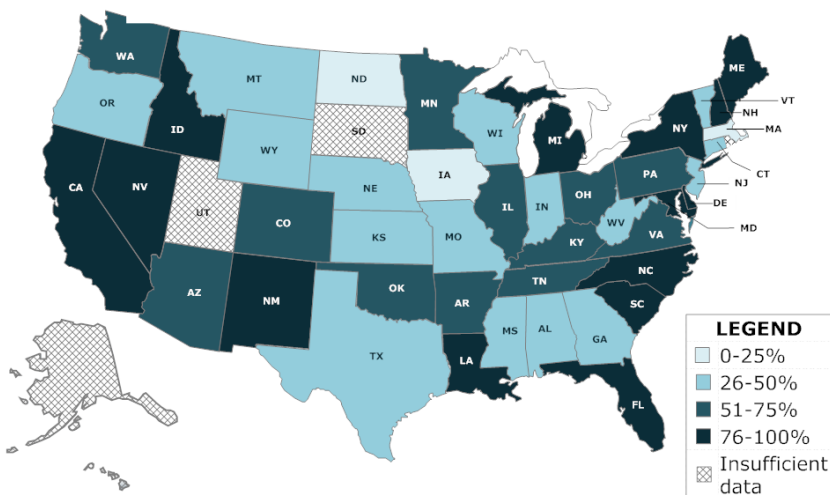 WA
MT
ND
MN
ME
OR
ID
SD
WI
MI
NY
VT
NH
MA
WY
IA
PA
CT
NJ
CA
NV
UT
CO
NE
IL
IN
OH
DE
MD
KS
MO
WV
VA
KY
AZ
NM
OK
AR
TN
NC
SC
TX
LA
MS
AL
GA
FL
LEGEND
0-25%
26-50%
51-75%
76-100%
Insufficient
data